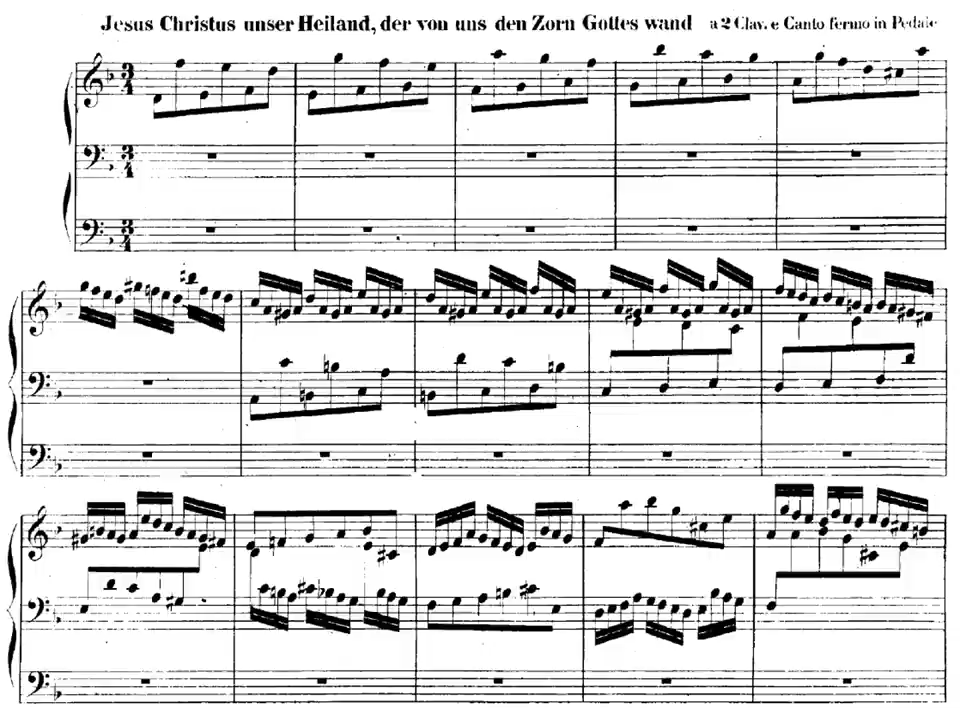 Jesus Christus unser Heiland, der von uns den Zorn Gottes wand a 2 Clav. e Canto fermo in Pedale